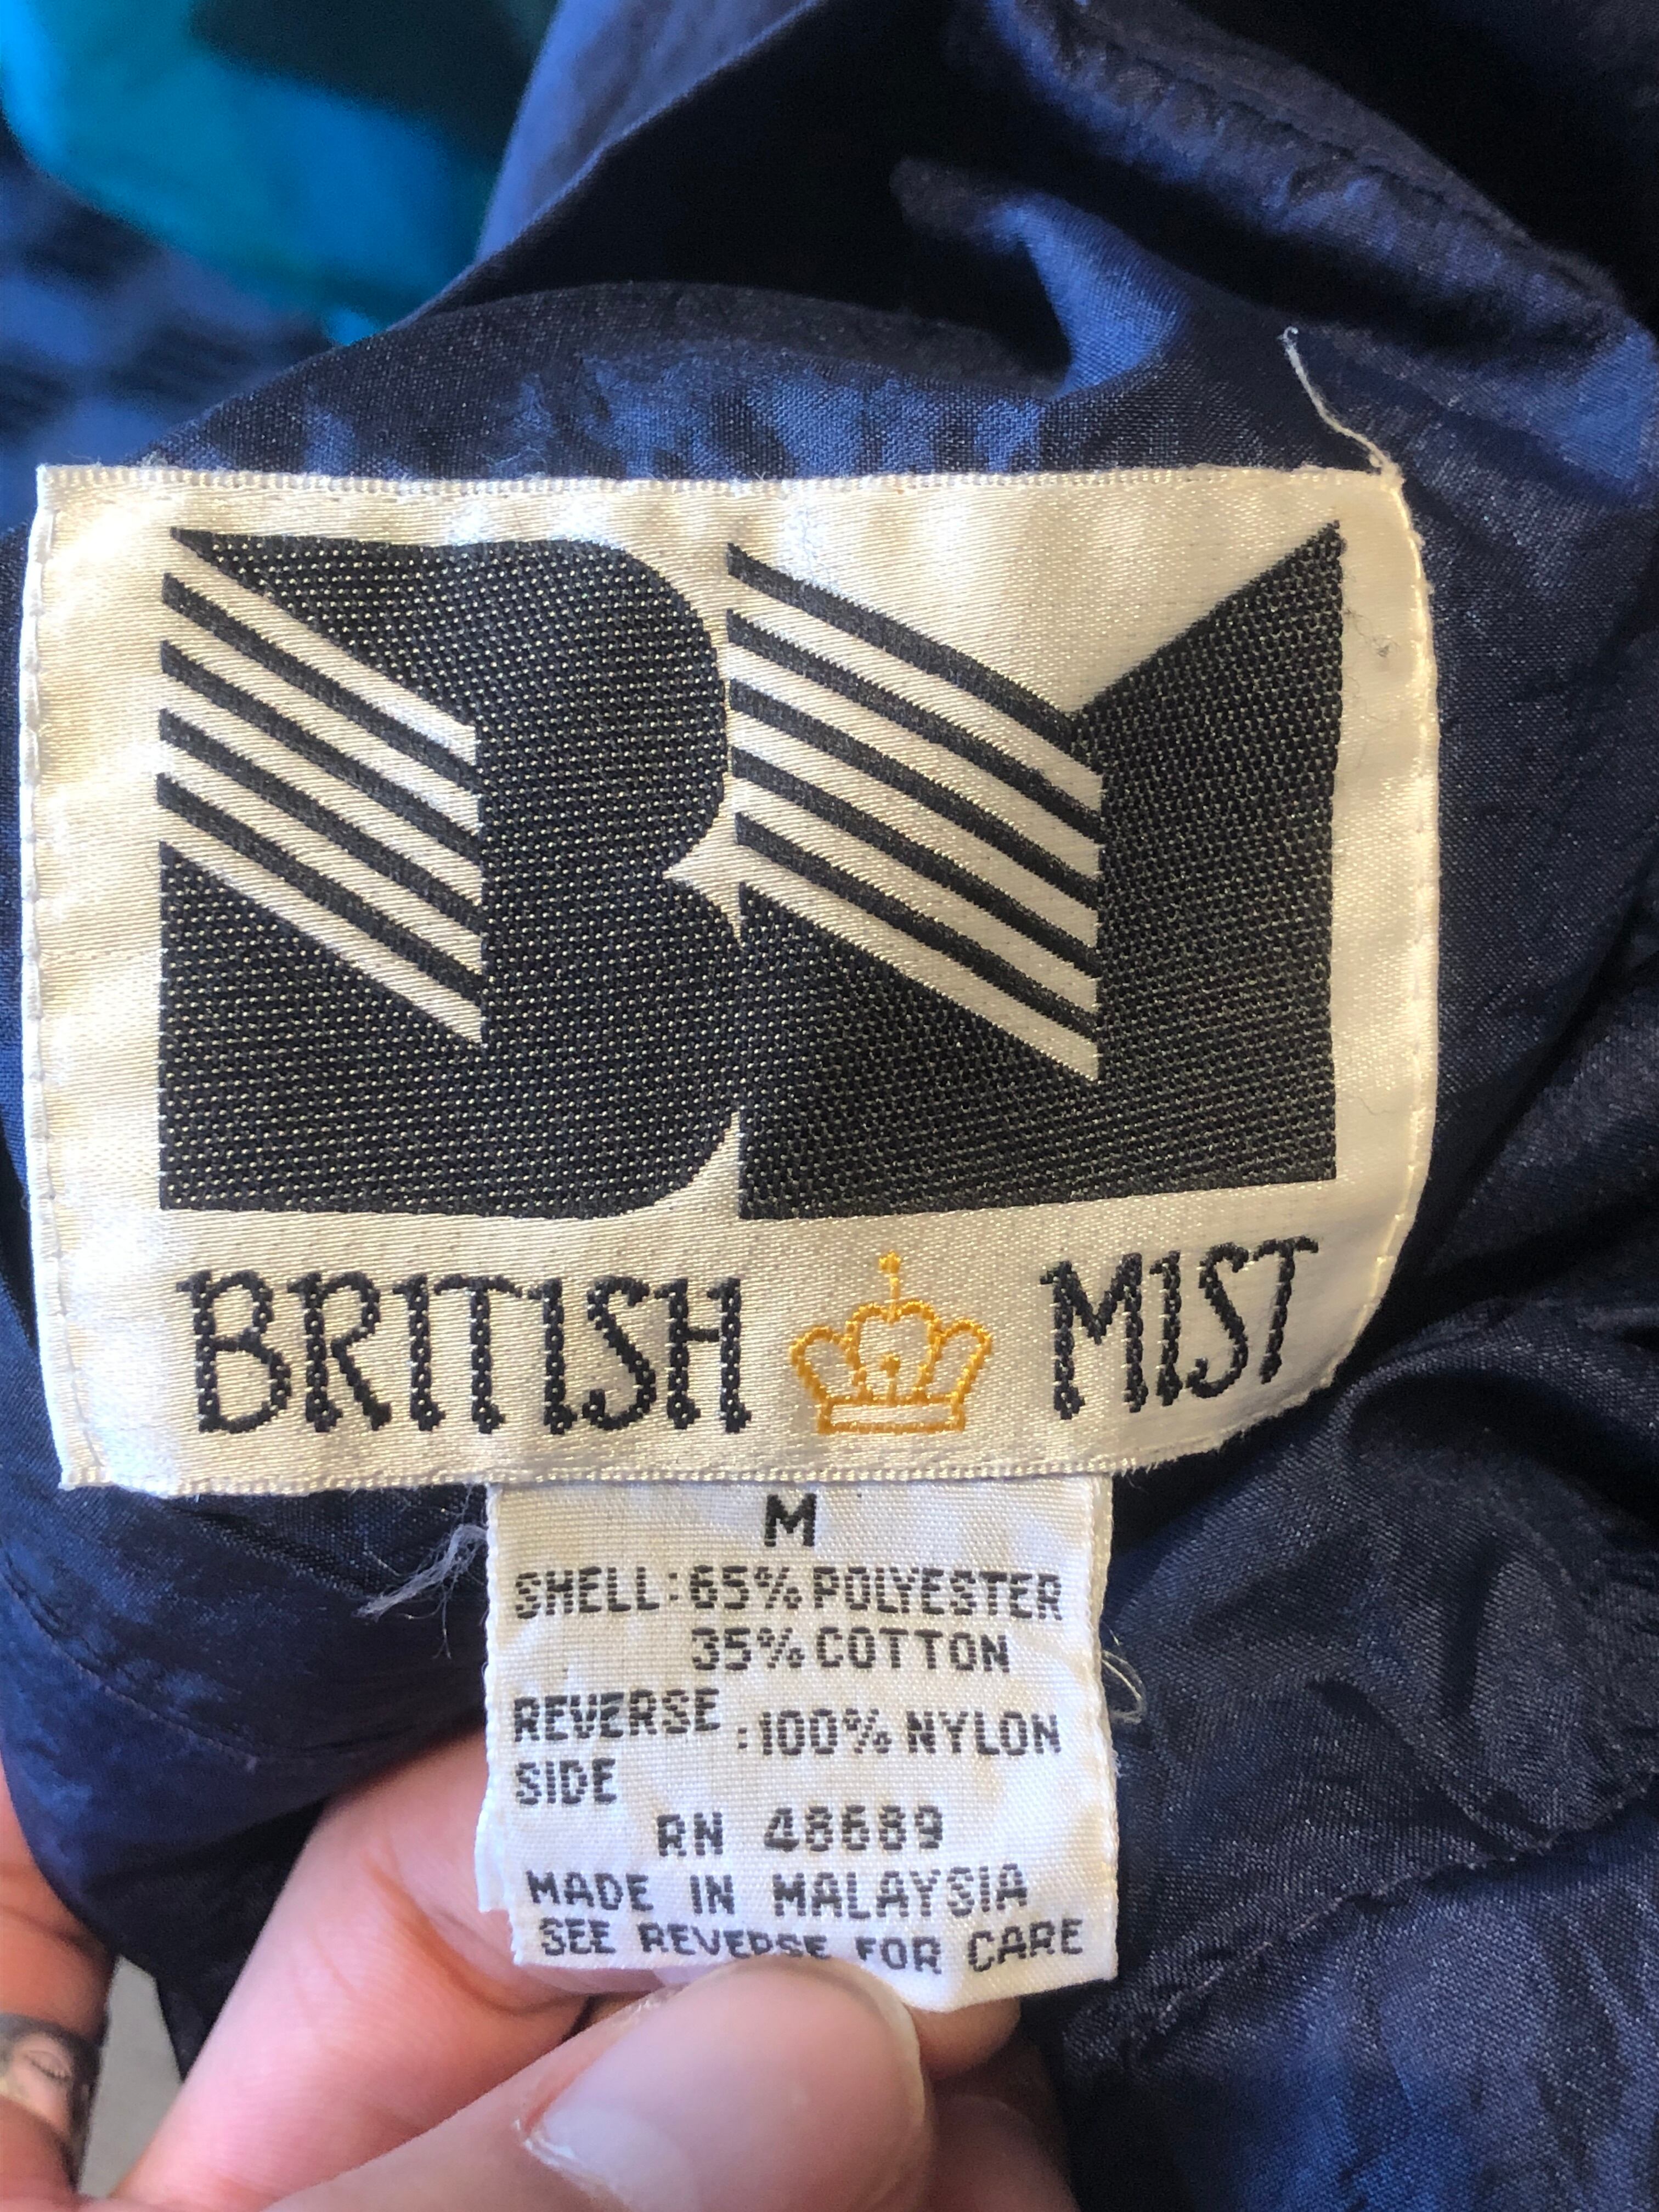 BM
BRITISH MIST
M
SHELL: 65% POLYESTER
35% COTTON
REVERSE SIDE : 100% NYLON
RN 48689
MADE IN MALAYSIA
SEE REVERSE FOR CARE